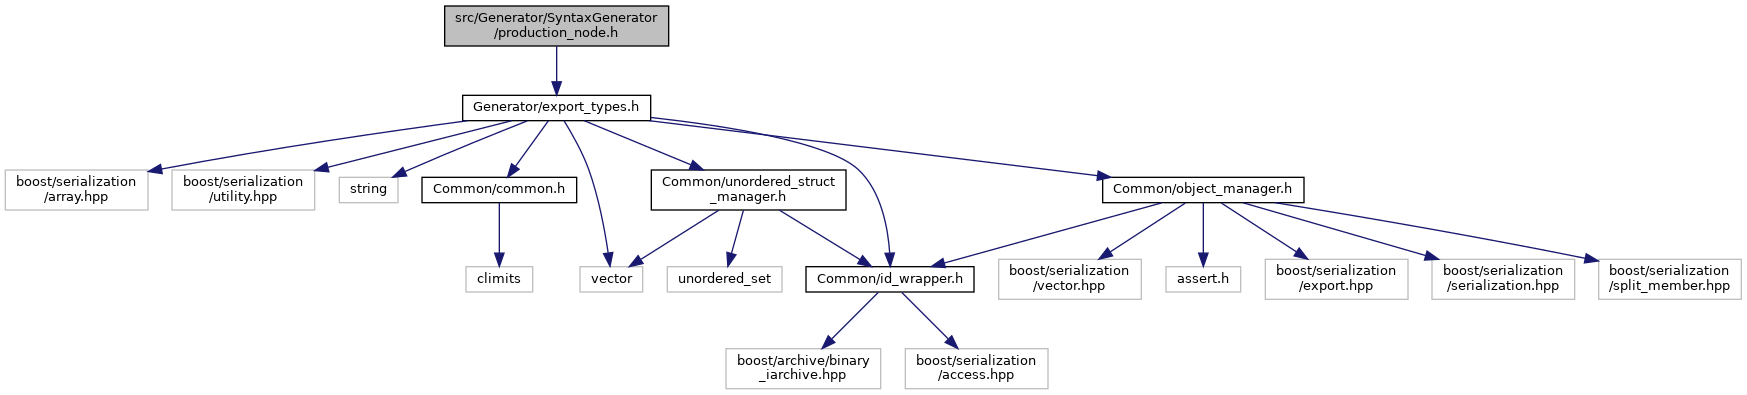 src/Generator/SyntaxGenerator
/production_node.h
Generator/export_types.h
boost/serialization
/array.hpp
boost/serialization
/utility.hpp
string
Common/common.h
Common/unordered_struct
_manager.h
Common/object_manager.h
climits
vector
unordered_set
Common/id_wrapper.h
boost/serialization
/vector.hpp
assert.h
boost/serialization
/export.hpp
boost/serialization
/serialization.hpp
boost/serialization
/split_member.hpp
boost/archive/binary
_iarchive.hpp
boost/serialization
/access.hpp